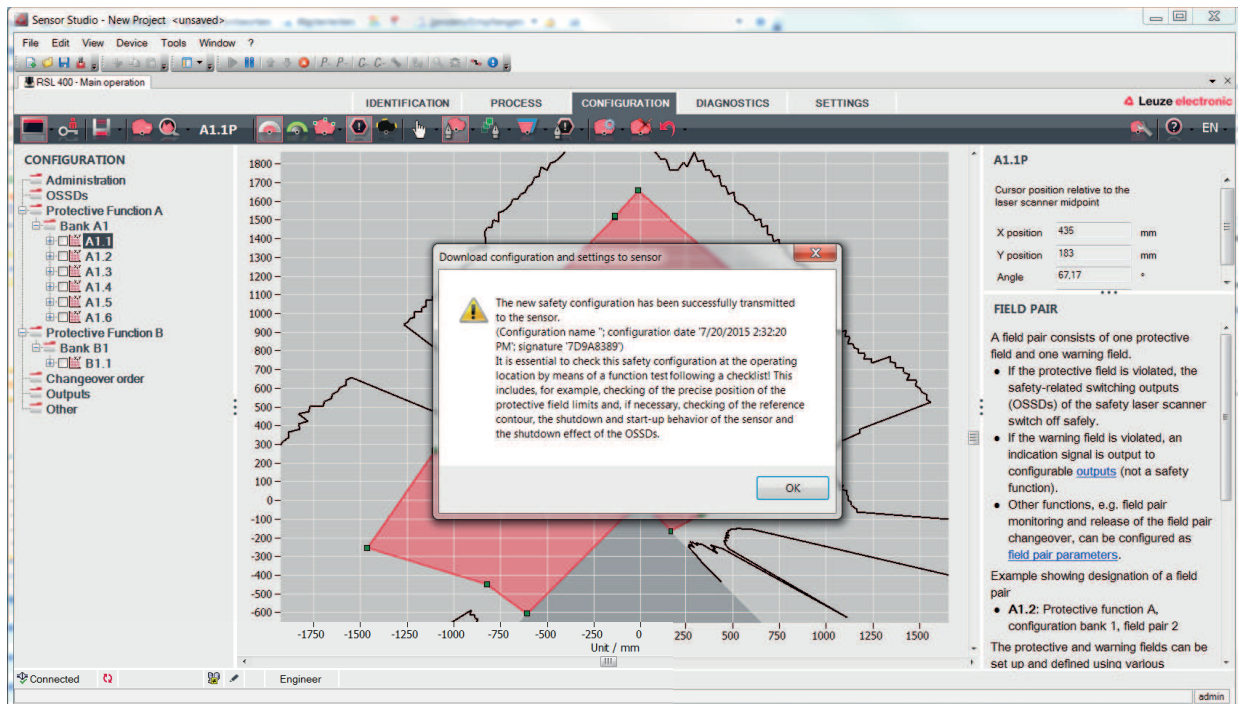 Sensor Studio - New Project <unsaved>
File Edit View Device Tools Window ?
P. P. C. C.
RSL 400 - Main operation
IDENTIFICATION PROCESS CONFIGURATION DIAGNOSTICS SETTINGS
Leuze electronic
A1.1P
EN
CONFIGURATION
Administration
OSSDs
Protective Function A
Bank A1
A1.1
A1.2
A1.3
A1.4
A1.5
A1.6
Protective Function B
Bank B1
B1.1
Changeover order
Outputs
Other
1800
1700
1600
1500
1400
1300
1200
1100
1000
900
800
700
600
500
400
300
200
100
0
-100
-200
-300
-400
-500
-600
-1750 -1500 -1250 -1000 -750 -500 -250 0 250 500 750 1000 1250 1500
Unit / mm
Download configuration and settings to sensor
The new safety configuration has been successfully transmitted
to the sensor.
(Configuration name ''; configuration date '7/20/2015 2:32:20
PM'; signature '7D9A8389')
It is essential to check this safety configuration at the operating
location by means of a function test following a checklist! This
includes, for example, checking of the precise position of the
protective field limits and, if necessary, checking of the reference
contour, the shutdown and start-up behavior of the sensor and
the shutdown effect of the OSSDs.
OK
A1.1P
Cursor position relative to the
laser scanner midpoint
X position 435 mm
Y position 183 mm
Angle 67,17 °
FIELD PAIR
A field pair consists of one protective
field and one warning field.
• If the protective field is violated, the
safety-related switching outputs
(OSSDs) of the safety laser scanner
switch off safely.
• If the warning field is violated, an
indication signal is output to
configurable outputs (not a safety
function).
• Other functions, e.g. field pair
monitoring and release of the field pair
changeover, can be configured as
field pair parameters.
Example showing designation of a field
pair
• A1.2: Protective function A,
configuration bank 1, field pair 2
The protective and warning fields can be
set up and defined using various
Connected
Engineer
admin